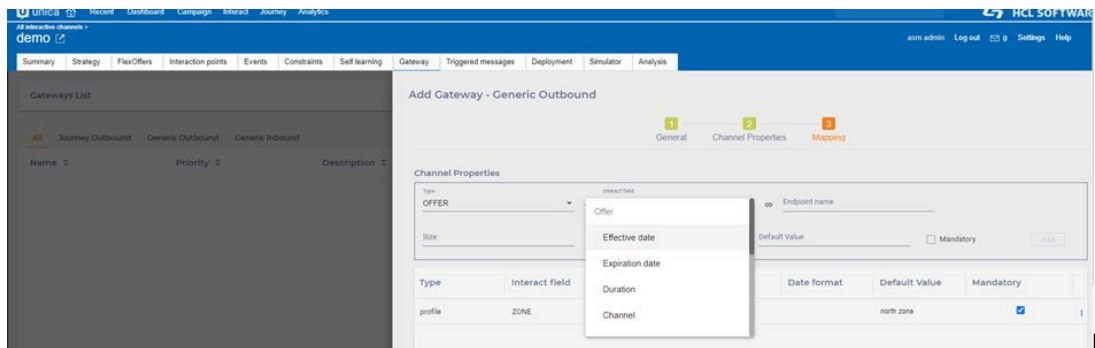 unica Recent Dashboard Campaign Interact Journey Analytics HCL SOFTWAR
All interactive channels >
demo asm admin Log out 0 Settings Help
Summary Strategy FlexOffers Interaction points Events Constraints Self learning Gateway Triggered messages Deployment Simulator Analysis
Gateways List
Add Gateway - Generic Outbound
1 2 3
General Channel Properties Mapping
All Journey Outbound Generic Outbound Generic Inbound
Name Priority Description
Channel Properties
Type Interact field
OFFER Endpoint name
Offer
Size Default Value Mandatory Add
Effective date
Expiration date
Type Interact field Date format Default Value Mandatory
Duration
profile ZONE north zone
Channel